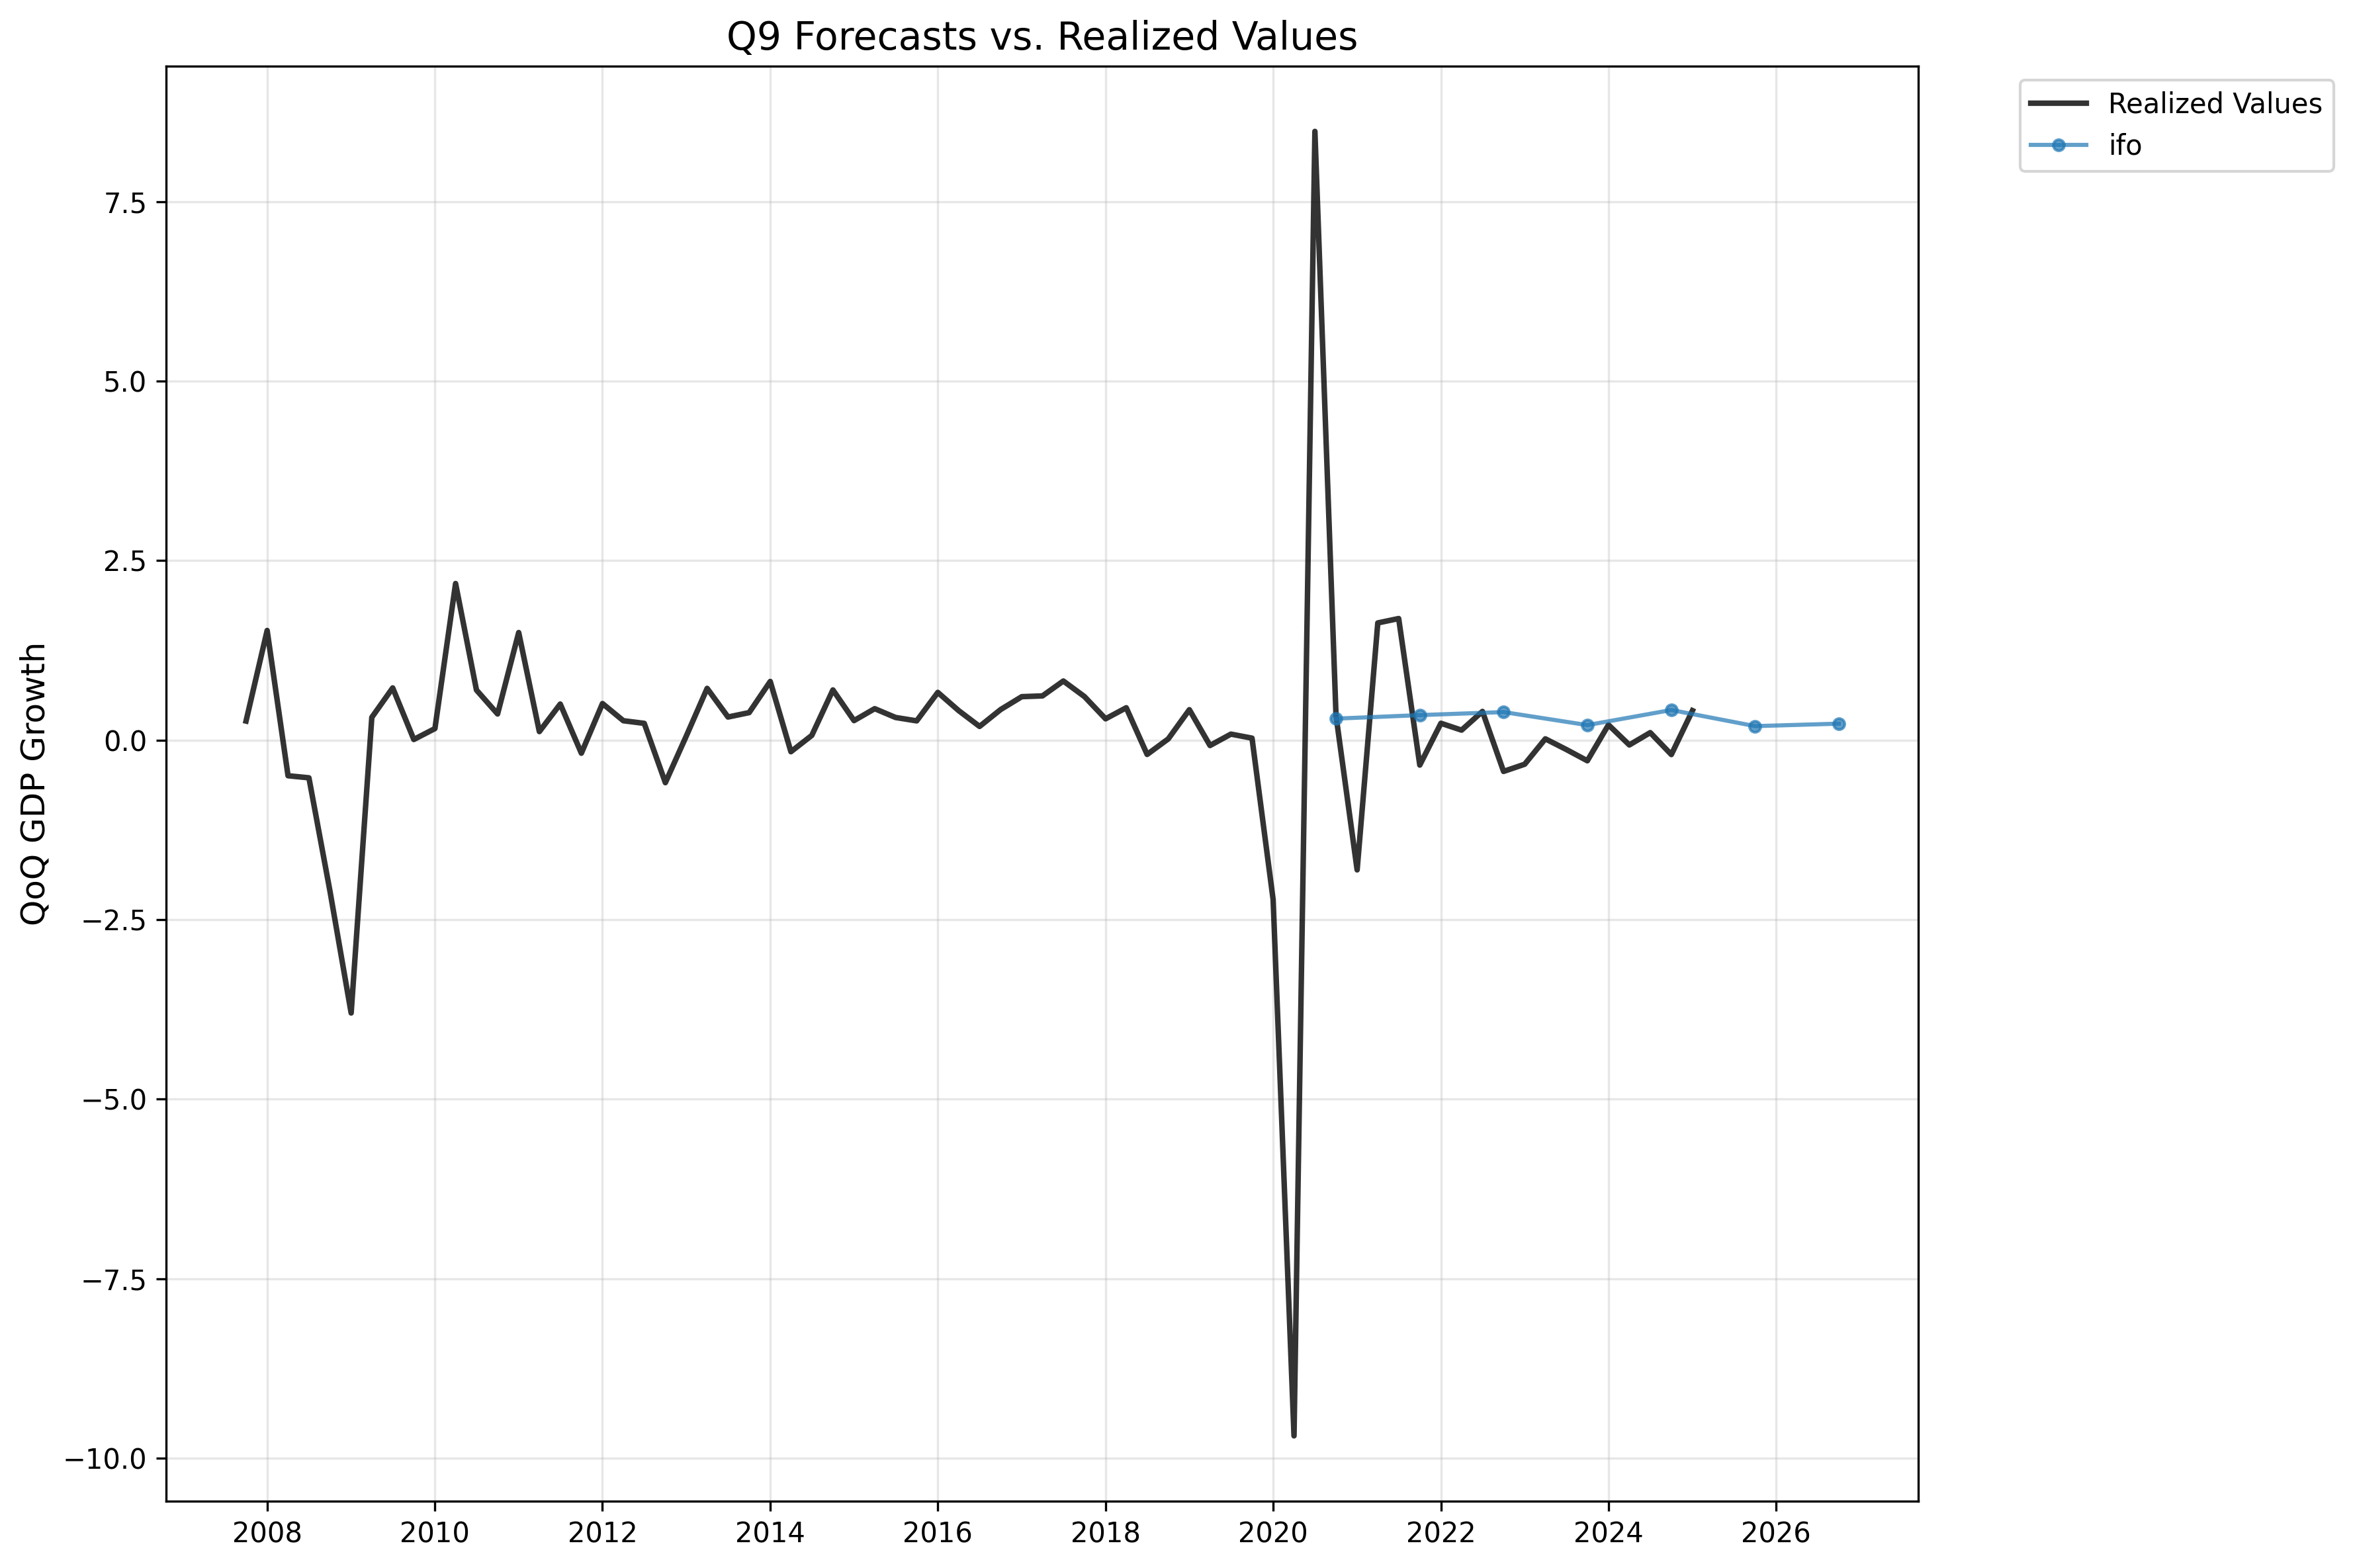 Q9 Forecasts vs. Realized Values
Realized Values
ifo
QoQ GDP Growth
7.5
5.0
2.5
0.0
−2.5
−5.0
−7.5
−10.0
2008 2010 2012 2014 2016 2018 2020 2022 2024 2026